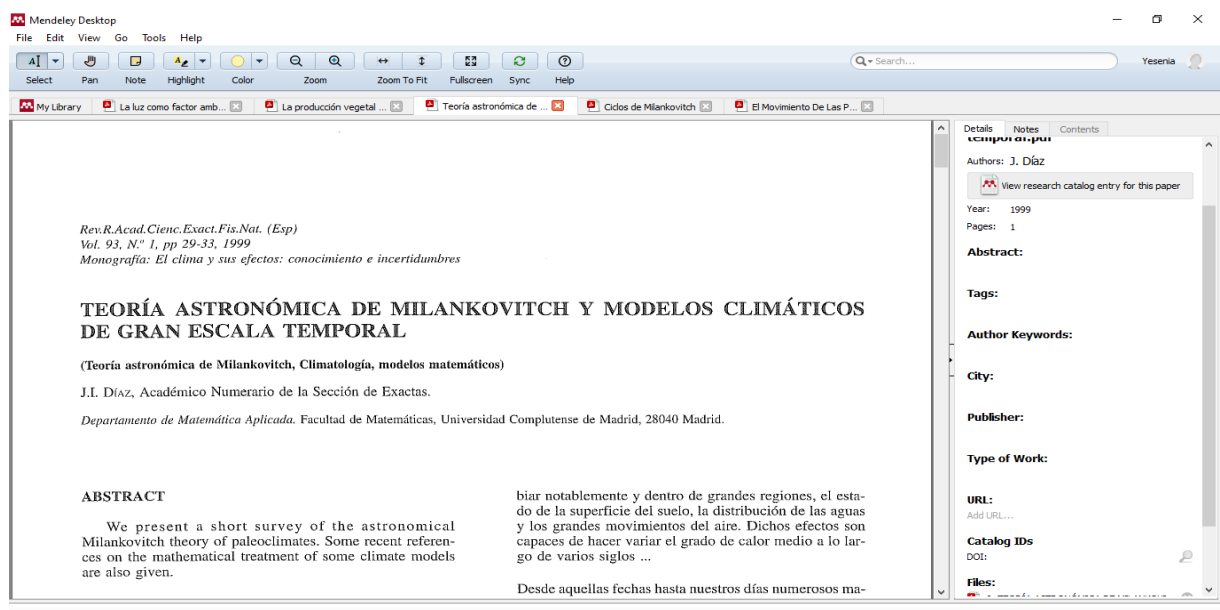 Mendeley Desktop
File Edit View Go Tools Help
Select Pan Note Highlight Color Zoom Zoom To Fit Fullscreen Sync Help
Search...
Yesenia
My Library La luz como factor amb... La producción vegetal ... Teoría astronómica de ... Ciclos de Milankovitch El Movimiento De Las P...
Rev.R.Acad.Cienc.Exact.Fis.Nat. (Esp)
Vol. 93, N.º 1, pp 29-33, 1999
Monografía: El clima y sus efectos: conocimiento e incertidumbres
TEORÍA ASTRONÓMICA DE MILANKOVITCH Y MODELOS CLIMÁTICOS
DE GRAN ESCALA TEMPORAL
(Teoría astronómica de Milankovitch, Climatología, modelos matemáticos)
J.I. DÍAZ, Académico Numerario de la Sección de Exactas.
Departamento de Matemática Aplicada. Facultad de Matemáticas, Universidad Complutense de Madrid, 28040 Madrid.
ABSTRACT
We present a short survey of the astronomical
Milankovitch theory of paleoclimates. Some recent referen-
ces on the mathematical treatment of some climate models
are also given.
biar notablemente y dentro de grandes regiones, el esta-
do de la superficie del suelo, la distribución de las aguas
y los grandes movimientos del aire. Dichos efectos son
capaces de hacer variar el grado de calor medio a lo lar-
go de varios siglos ...
Desde aquellas fechas hasta nuestros días numerosos ma-
Details Notes Contents
temporal.pdf
Authors: J. Díaz
View research catalog entry for this paper
Year: 1999
Pages: 1
Abstract:
Tags:
Author Keywords:
City:
Publisher:
Type of Work:
URL:
Add URL...
Catalog IDs
DOI:
Files: